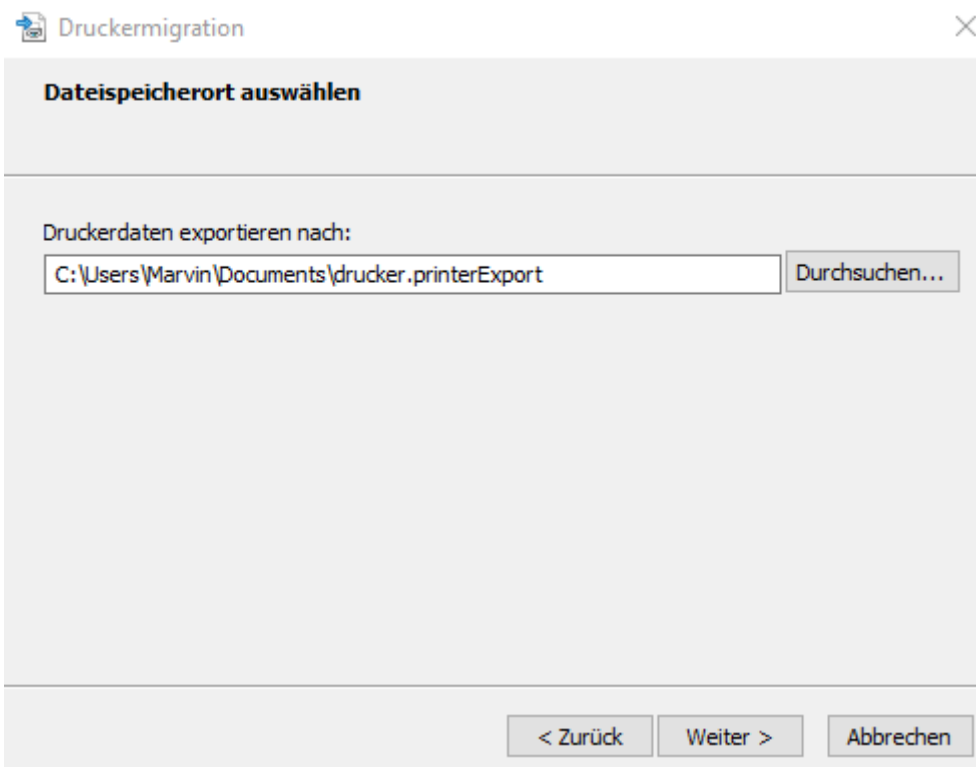 Druckermigration
Dateispeicherort auswählen
Druckerdaten exportieren nach:
C:\Users\Marvin\Documents\drucker.printerExport
Durchsuchen...
< Zurück
Weiter >
Abbrechen